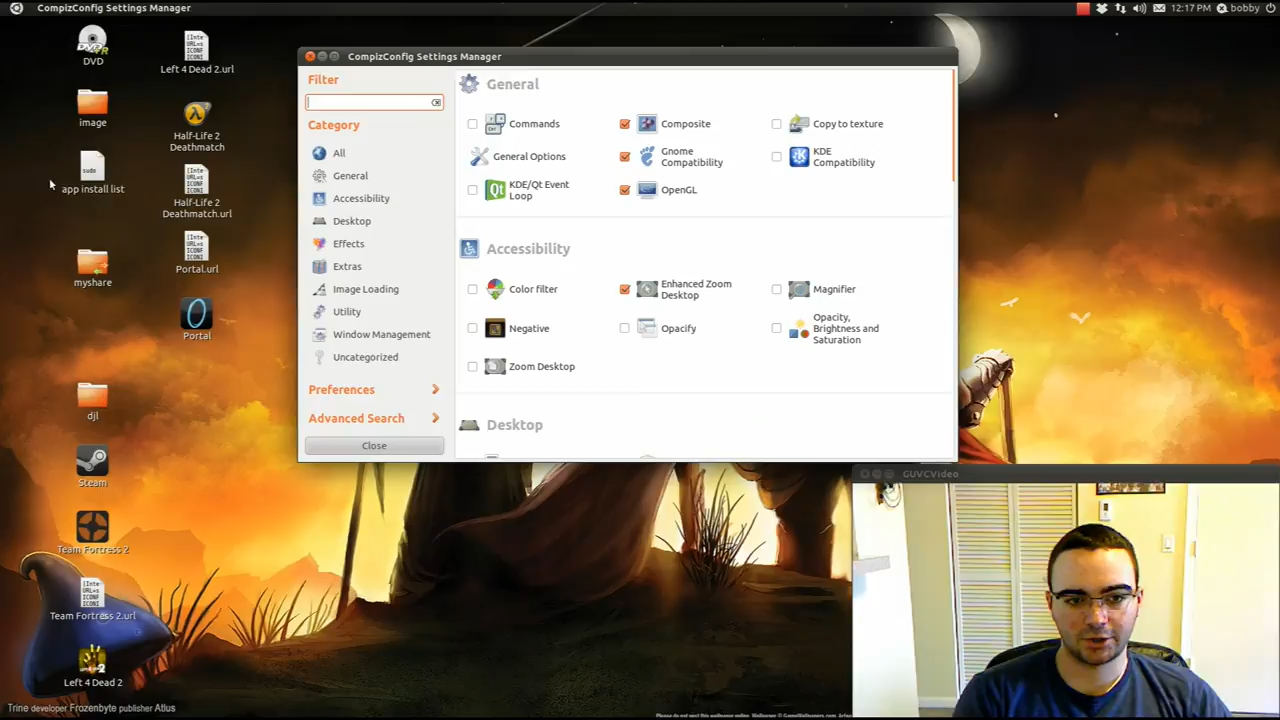 CompizConfig Settings Manager
12:17 PM
bobby
DVD
image
app install list
myshare
djl
Steam
Team Fortress 2
Team Fortress 2.url
Left 4 Dead 2
Left 4 Dead 2.url
Half-Life 2
Deathmatch
Half-Life 2
Deathmatch.url
Portal.url
Portal
CompizConfig Settings Manager
Filter
Category
All
General
Accessibility
Desktop
Effects
Extras
Image Loading
Utility
Window Management
Uncategorized
Preferences
Advanced Search
Close
General
Commands
Composite
Copy to texture
General Options
Gnome
Compatibility
KDE
Compatibility
KDE/Qt Event
Loop
OpenGL
Accessibility
Color filter
Enhanced Zoom
Desktop
Magnifier
Negative
Opacify
Opacity,
Brightness and
Saturation
Zoom Desktop
Desktop
GUVCVideo
Trine developer Frozenbyte publisher Atlus